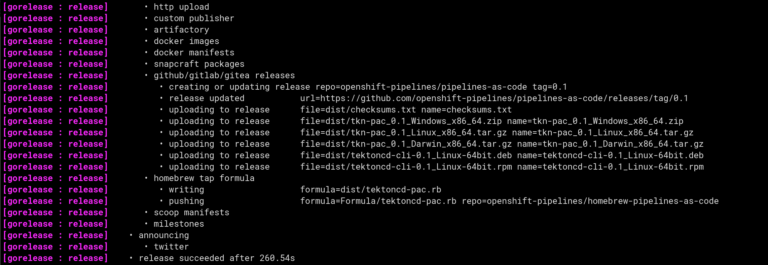 [gorelease : release] • http upload
[gorelease : release] • custom publisher
[gorelease : release] • artifactory
[gorelease : release] • docker images
[gorelease : release] • docker manifests
[gorelease : release] • snapcraft packages
[gorelease : release] • github/gitlab/gitea releases
[gorelease : release] • creating or updating release repo=openshift-pipelines/pipelines-as-code tag=0.1
[gorelease : release] • release updated url=https://github.com/openshift-pipelines/pipelines-as-code/releases/tag/0.1
[gorelease : release] • uploading to release file=dist/checksums.txt name=checksums.txt
[gorelease : release] • uploading to release file=dist/tkn-pac_0.1_Windows_x86_64.zip name=tkn-pac_0.1_Windows_x86_64.zip
[gorelease : release] • uploading to release file=dist/tkn-pac_0.1_Linux_x86_64.tar.gz name=tkn-pac_0.1_Linux_x86_64.tar.gz
[gorelease : release] • uploading to release file=dist/tkn-pac_0.1_Darwin_x86_64.tar.gz name=tkn-pac_0.1_Darwin_x86_64.tar.gz
[gorelease : release] • uploading to release file=dist/tektoncd-cli-0.1_Linux-64bit.deb name=tektoncd-cli-0.1_Linux-64bit.deb
[gorelease : release] • uploading to release file=dist/tektoncd-cli-0.1_Linux-64bit.rpm name=tektoncd-cli-0.1_Linux-64bit.rpm
[gorelease : release] • homebrew tap formula
[gorelease : release] • writing formula=dist/tektoncd-pac.rb
[gorelease : release] • pushing formula=Formula/tektoncd-pac.rb repo=openshift-pipelines/homebrew-pipelines-as-code
[gorelease : release] • scoop manifests
[gorelease : release] • milestones
[gorelease : release] • announcing
[gorelease : release] • twitter
[gorelease : release] • release succeeded after 260.54s